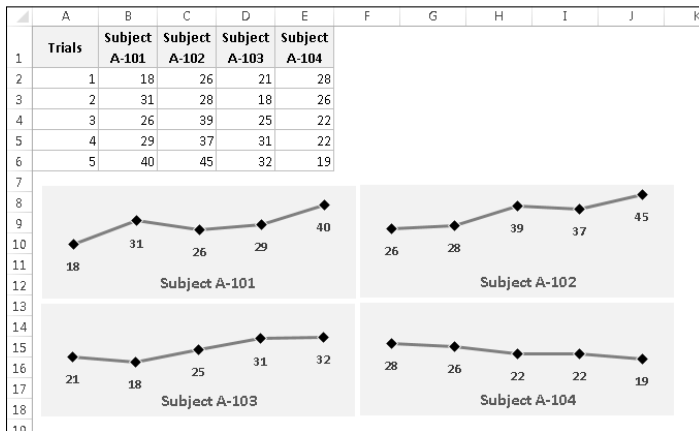 A B C D E F G H I J K
1 Trials Subject A-101 Subject A-102 Subject A-103 Subject A-104
2 1 18 26 21 28
3 2 31 28 18 26
4 3 26 39 25 22
5 4 29 37 31 22
6 5 40 45 32 19
7
8
9
10
11
12
18 31 26 29 40
Subject A-101
26 28 39 37 45
Subject A-102
13
14
15
16
17
18
19
21 18 25 31 32
Subject A-103
28 26 22 22 19
Subject A-104